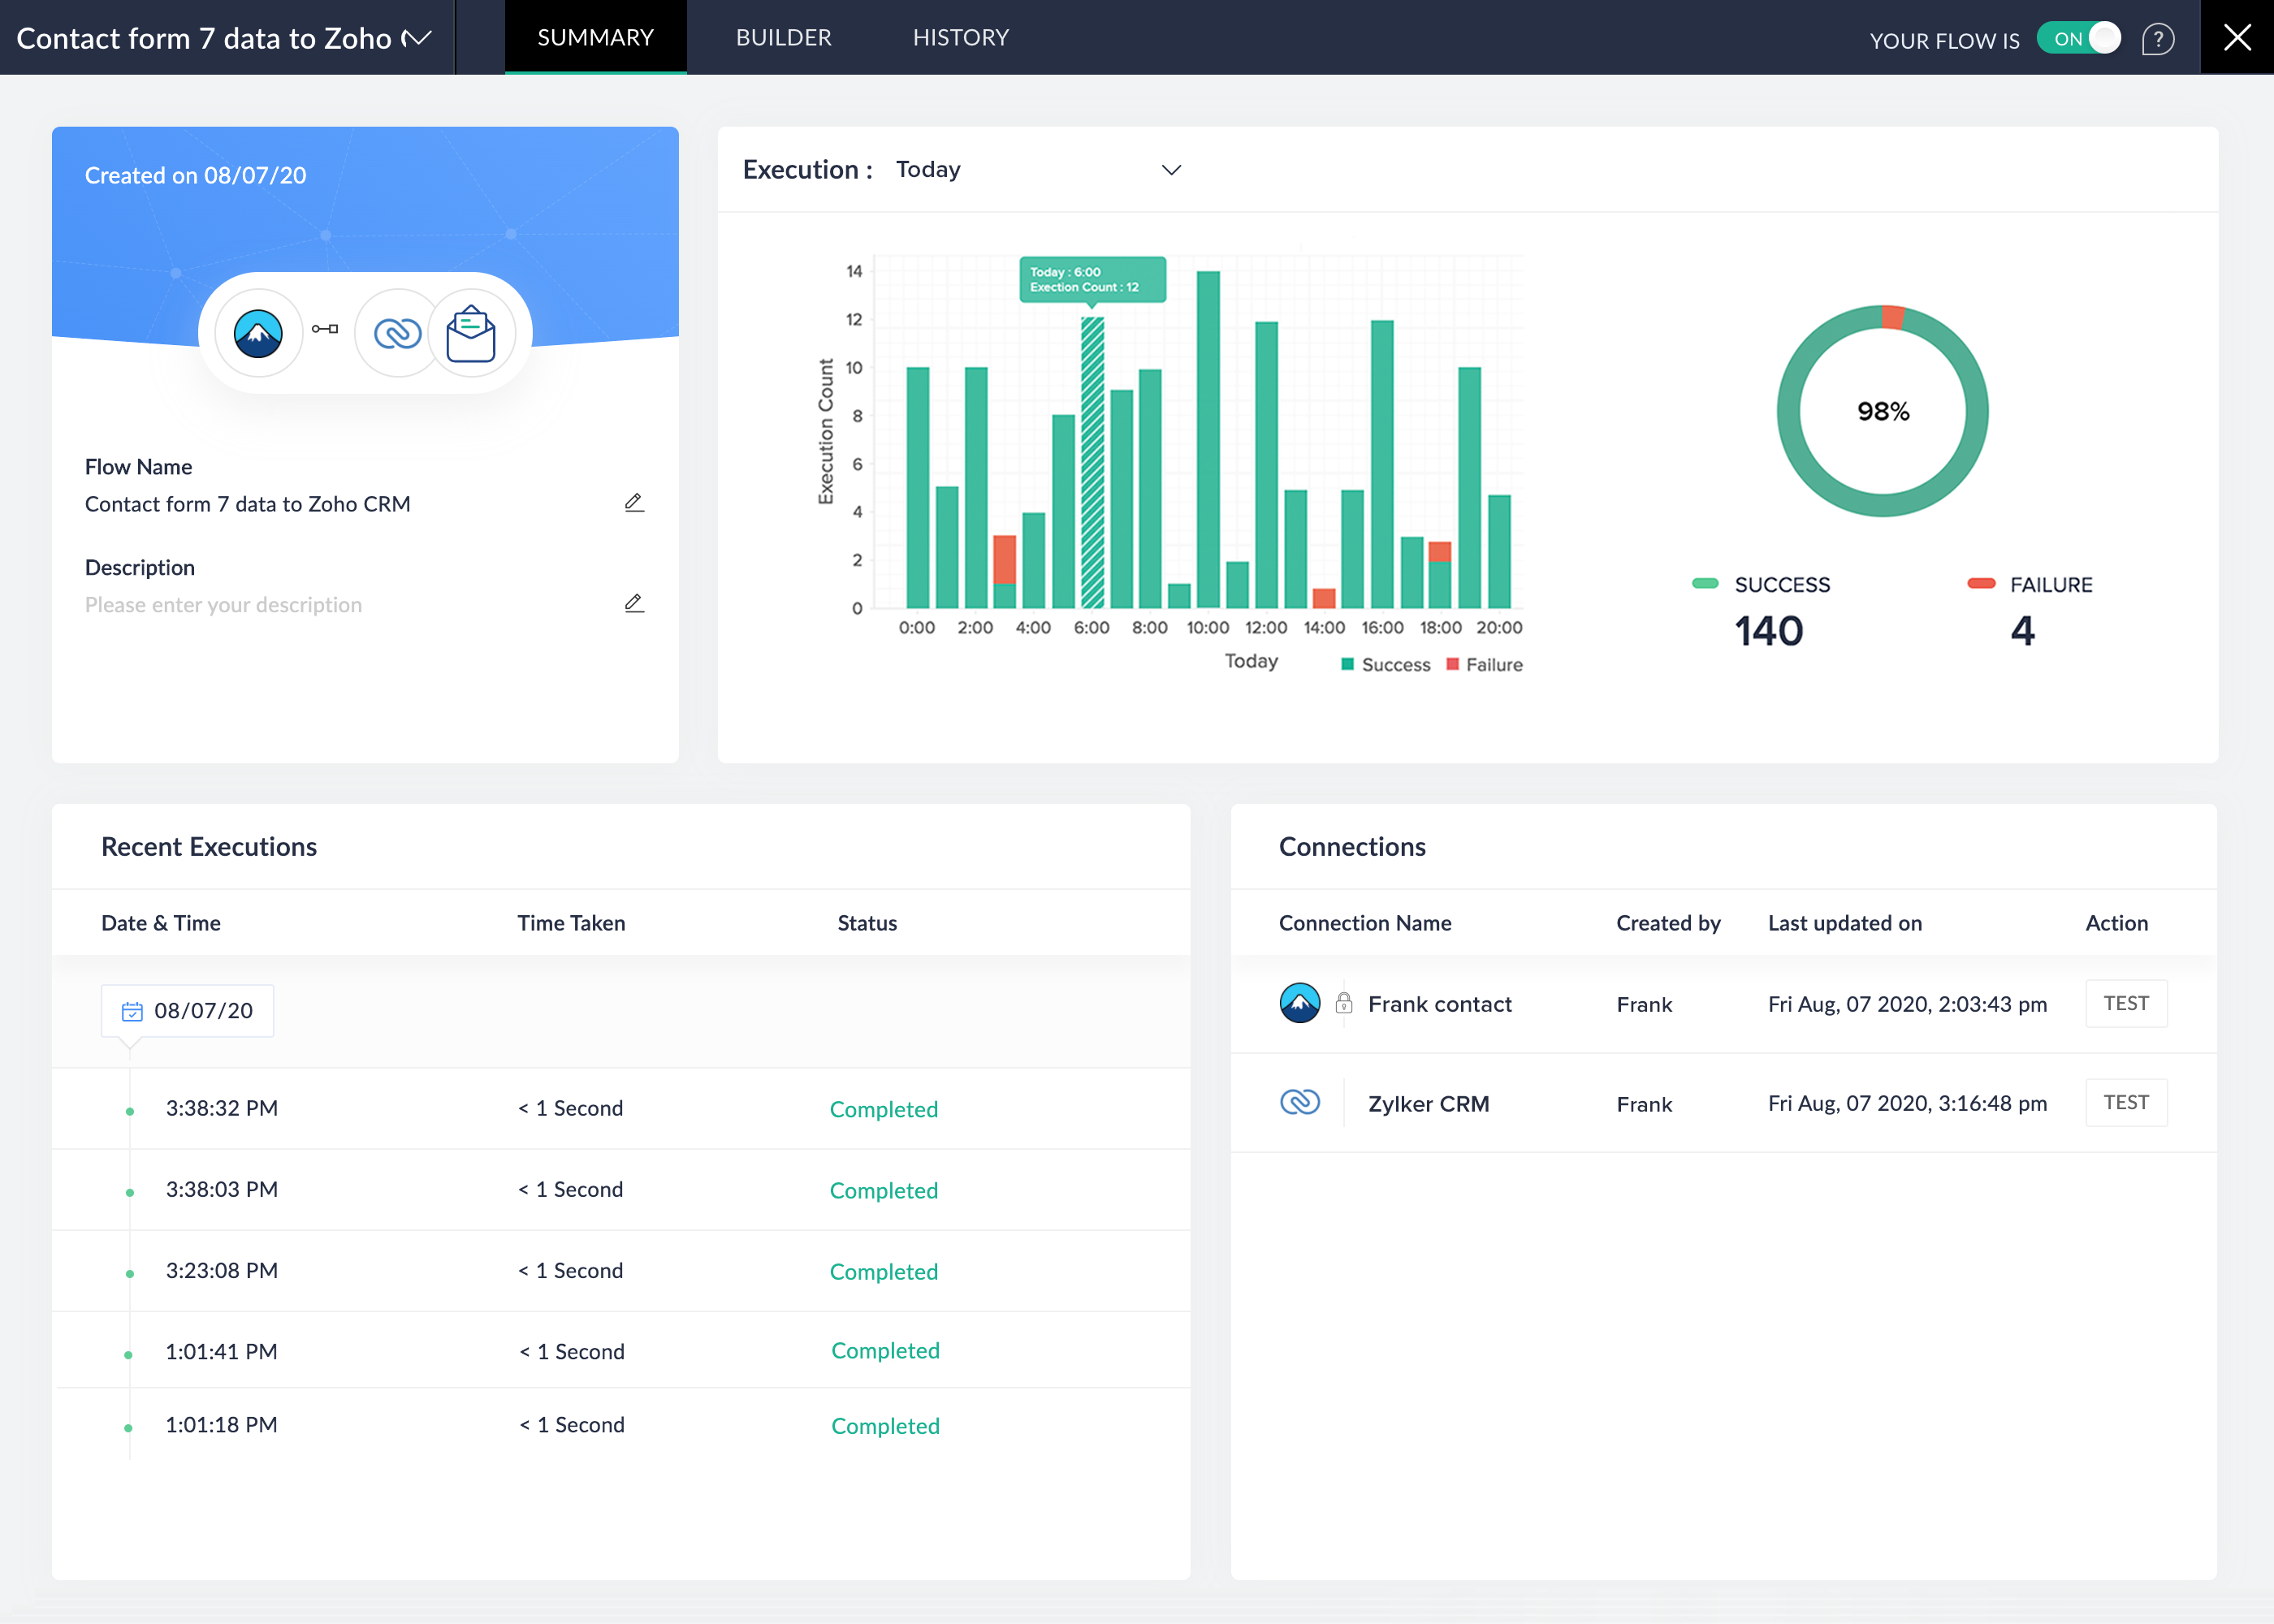 Contact form 7 data to Zoho
SUMMARY
BUILDER
HISTORY
YOUR FLOW IS
ON
?
Created on 08/07/20
Flow Name
Contact form 7 data to Zoho CRM
Description
Please enter your description
Execution : Today
Today : 6:00
Exection Count : 12
Execution Count
14
12
10
8
6
4
2
0
0:00 2:00 4:00 6:00 8:00 10:00 12:00 14:00 16:00 18:00 20:00
Today
Success Failure
98%
SUCCESS
140
FAILURE
4
Recent Executions
Date & Time Time Taken Status
08/07/20
3:38:32 PM < 1 Second Completed
3:38:03 PM < 1 Second Completed
3:23:08 PM < 1 Second Completed
1:01:41 PM < 1 Second Completed
1:01:18 PM < 1 Second Completed
Connections
Connection Name Created by Last updated on Action
Frank contact Frank Fri Aug, 07 2020, 2:03:43 pm TEST
Zylker CRM Frank Fri Aug, 07 2020, 3:16:48 pm TEST